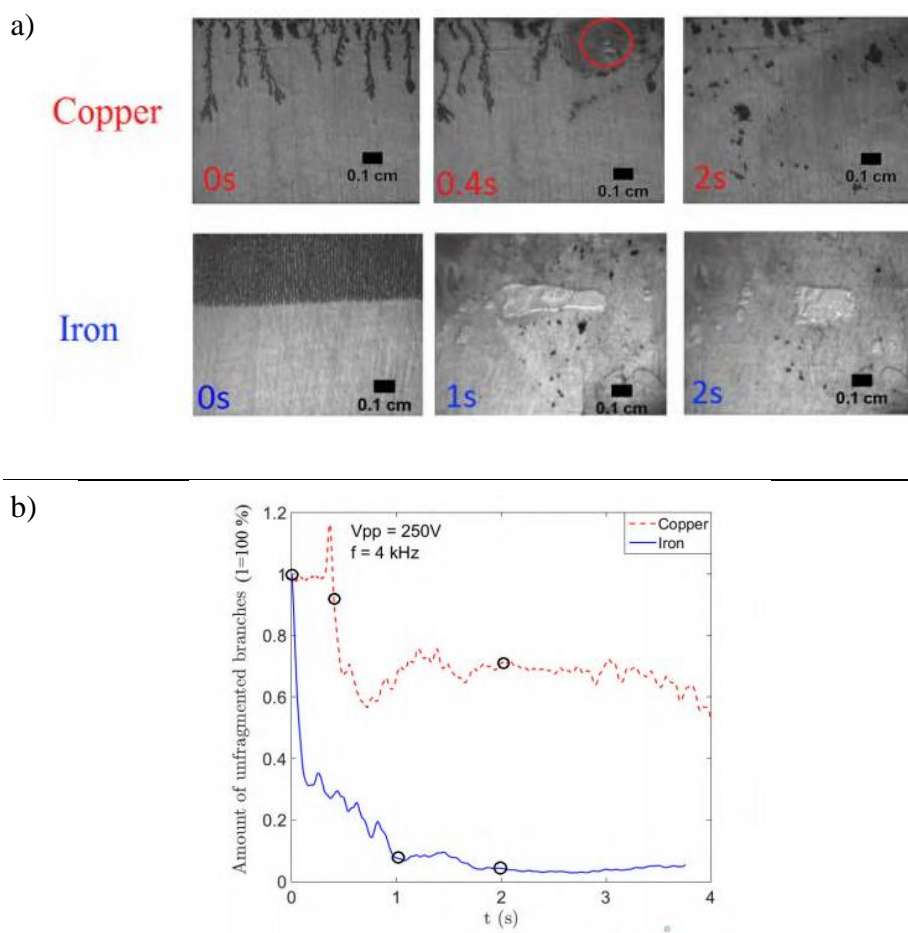 a)
Copper
0s
0.1 cm
0.4s
0.1 cm
2s
0.1 cm
Iron
0s
0.1 cm
1s
0.1 cm
2s
0.1 cm
b)
Amount of unfragmented branches (1=100 %)
1.2
1
0.8
0.6
0.4
0.2
0
Vpp = 250V
f = 4 kHz
Copper
Iron
0 1 2 3 4
t (s)